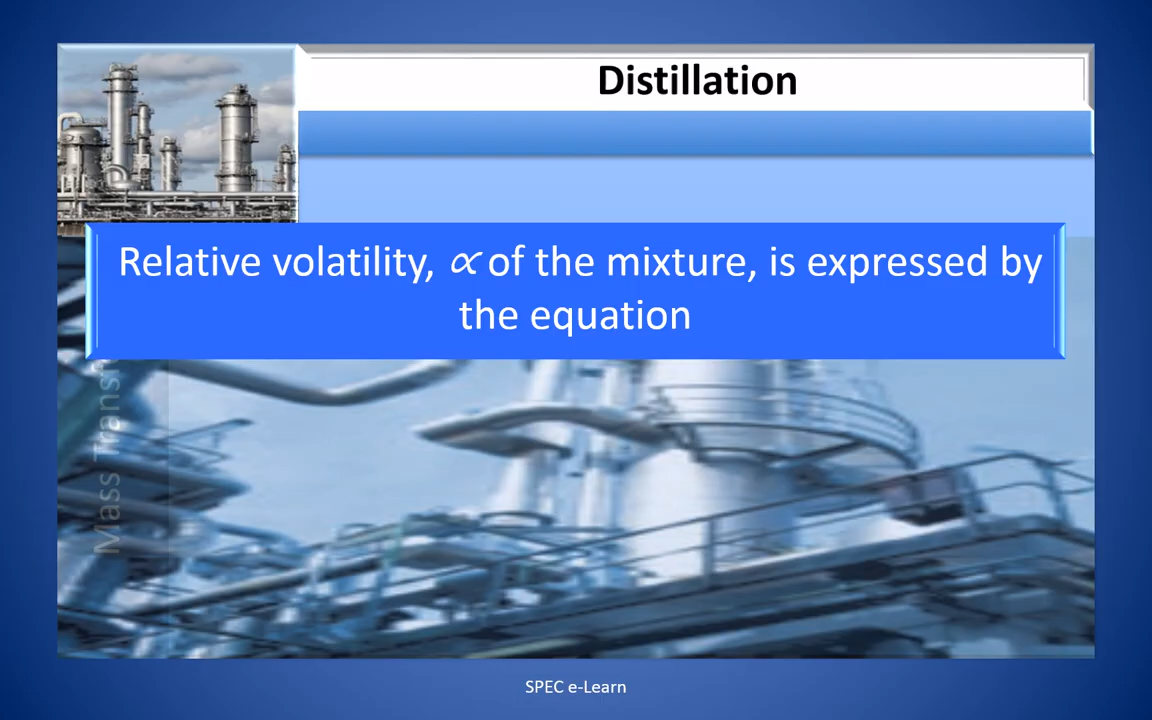 Distillation
Relative volatility, ∝ of the mixture, is expressed by
the equation
Mass Transf
SPEC e-Learn